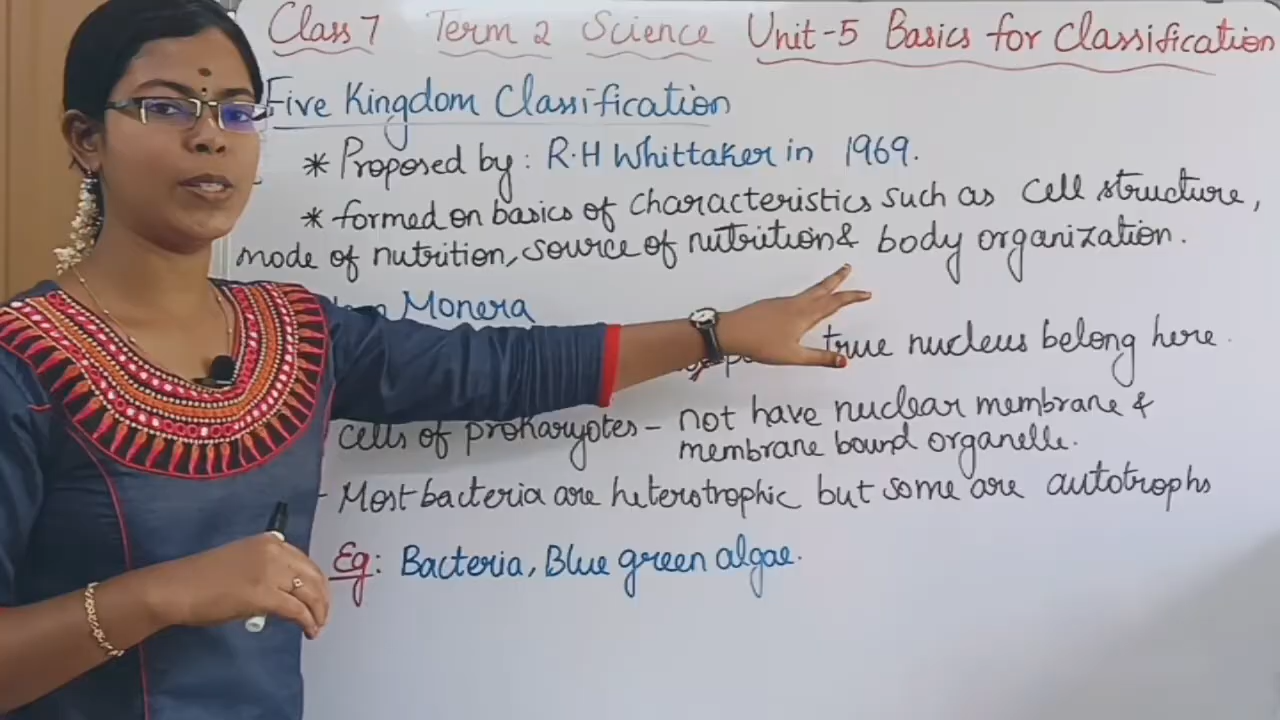 Class 7 Term 2 Science Unit-5 Basics for Classification
Five Kingdom Classification
* Proposed by: R.H Whittaker in 1969.
* formed on basics of characteristics such as cell structure,
mode of nutrition, source of nutrition & body organization.
Monera
true nucleus belong here.
cells of prokaryotes - not have nuclear membrane &
membrane bound organelle.
- Most bacteria are heterotrophic but some are autotrophs
Eg: Bacteria, Blue green algae.